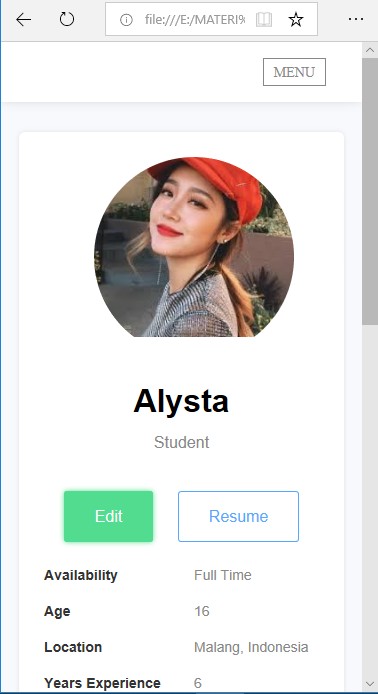 file:///E:/MATERI%
MENU
Alysta
Student
Edit Resume
Availability Full Time
Age 16
Location Malang, Indonesia
Years Experience 6